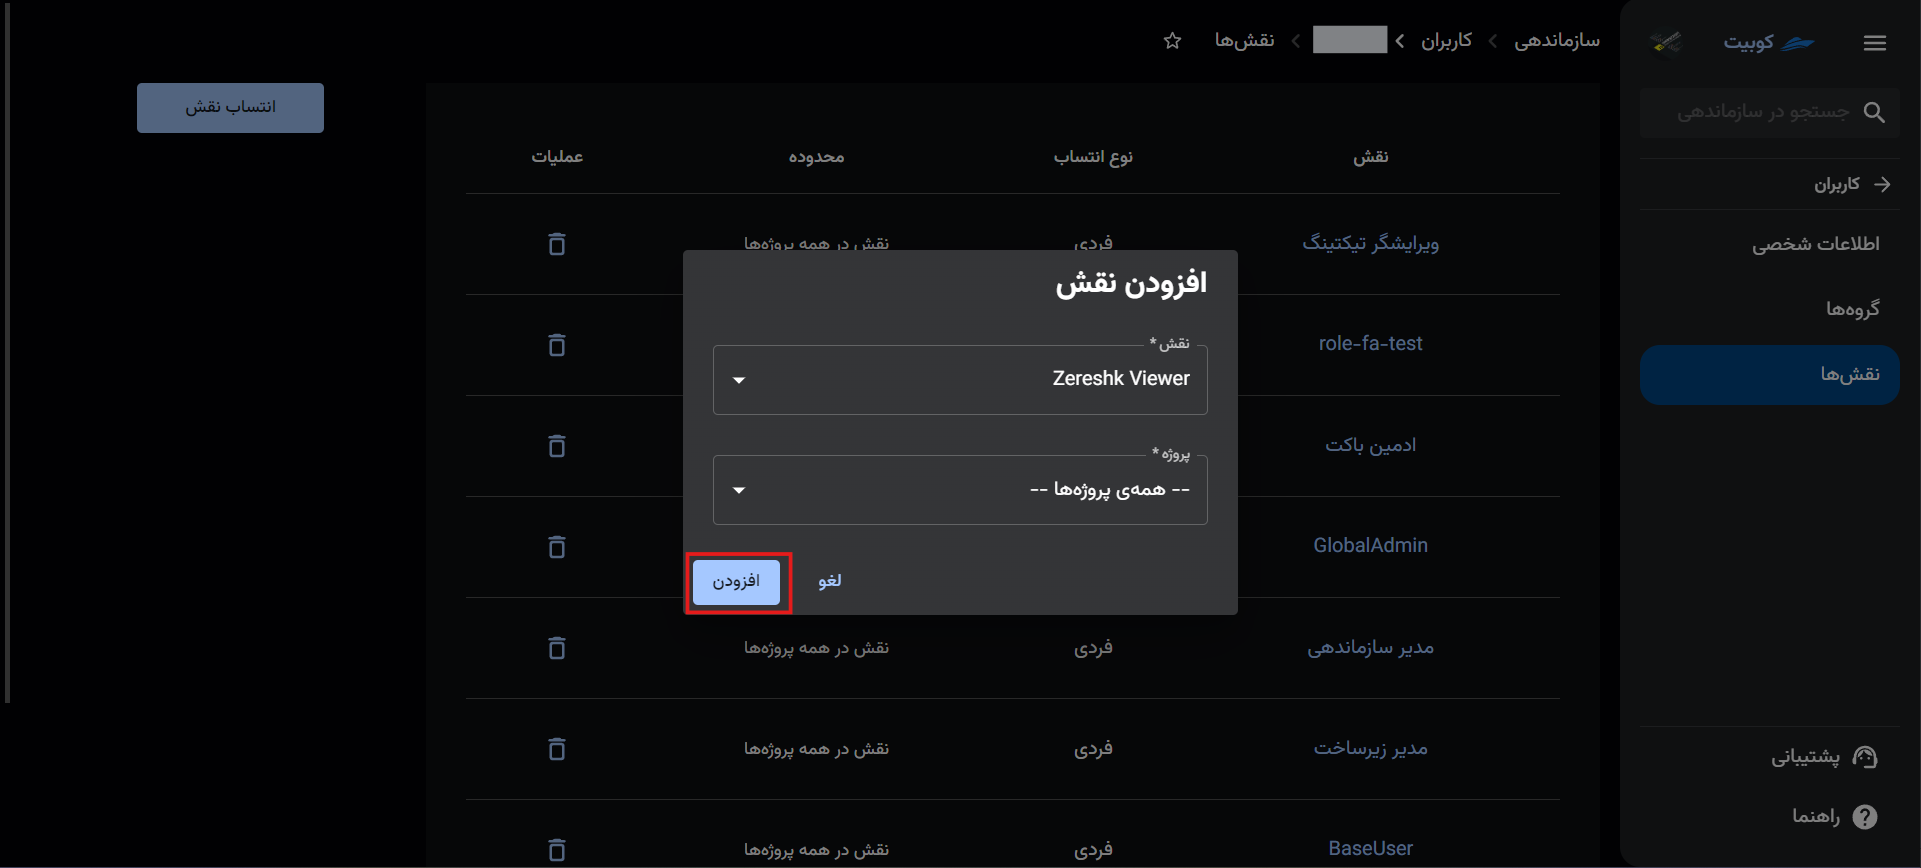 کوبیت
جستجو در سازماندهی
کاربران
اطلاعات شخصی
گروه‌ها
نقش‌ها
پشتیبانی
راهنما
سازماندهی
کاربران
نقش‌ها
انتساب نقش
نقش نوع انتساب محدوده عملیات
ویرایشگر تیکتینگ فردی نقش در همه پروژه‌ها
role-fa-test
ادمین باکت
GlobalAdmin
مدیر سازماندهی فردی نقش در همه پروژه‌ها
مدیر زیرساخت فردی نقش در همه پروژه‌ها
BaseUser فردی نقش در همه پروژه‌ها
افزودن نقش
نقش *
Zereshk Viewer
پروژه *
-- همه‌ی پروژه‌ها --
لغو
افزودن